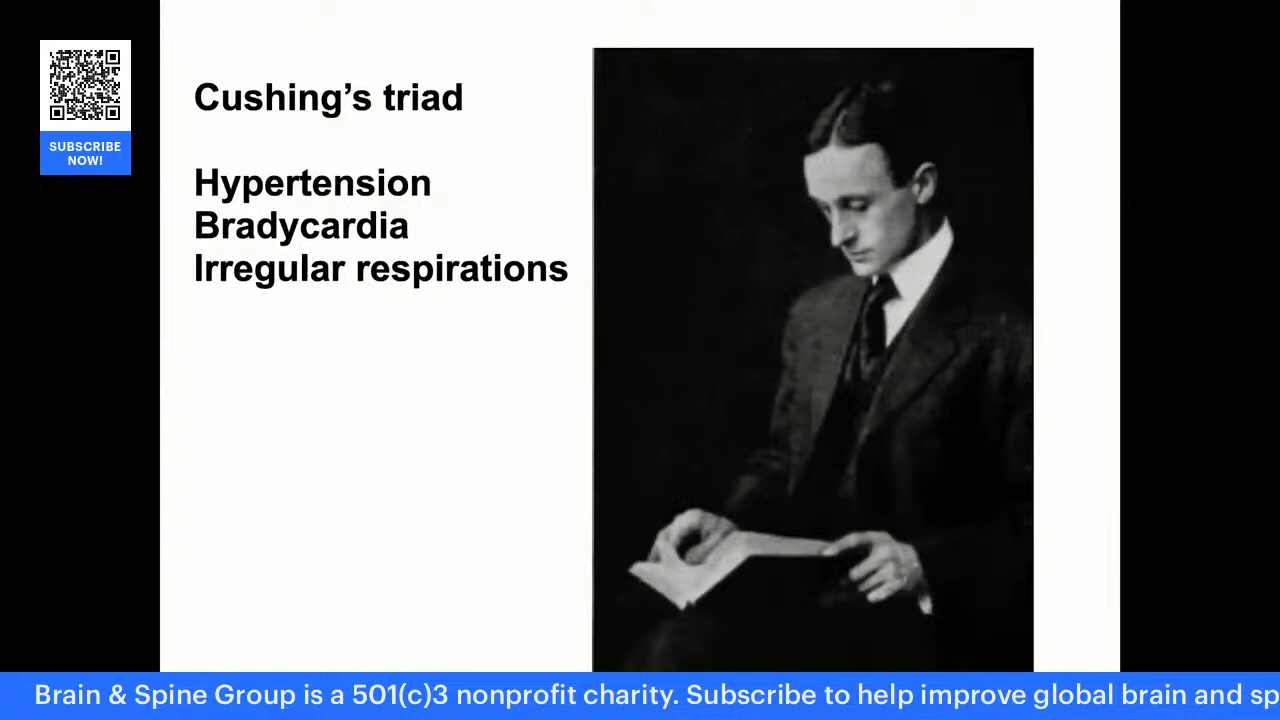 SUBSCRIBE
NOW!
Cushing’s triad
Hypertension
Bradycardia
Irregular respirations
Brain & Spine Group is a 501(c)3 nonprofit charity. Subscribe to help improve global brain and sp